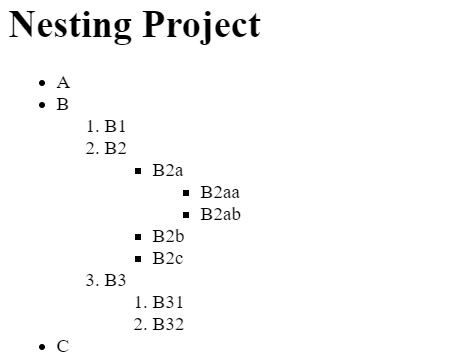 Nesting Project
• A
• B
1. B1
2. B2
▪ B2a
▪ B2aa
▪ B2ab
▪ B2b
▪ B2c
3. B3
1. B31
2. B32
• C